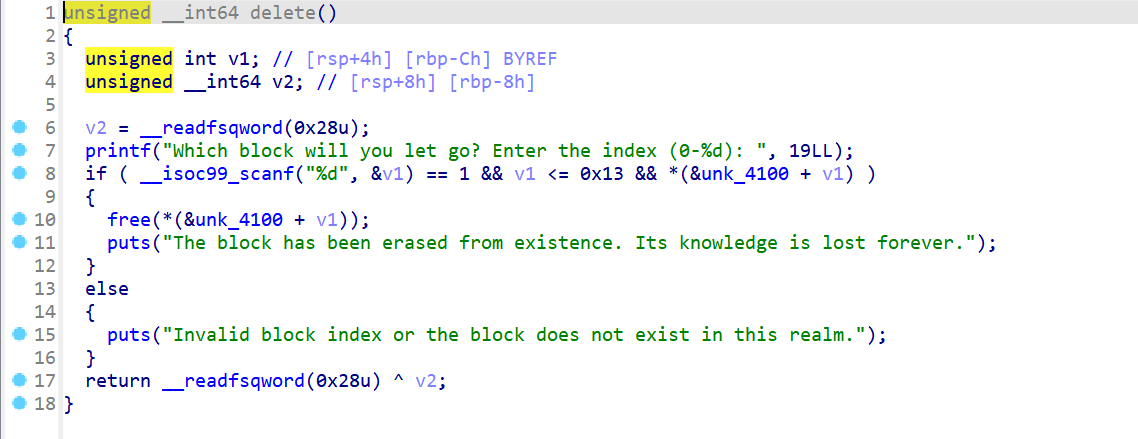 1 unsigned __int64 delete()
2 {
3 unsigned int v1; // [rsp+4h] [rbp-Ch] BYREF
4 unsigned __int64 v2; // [rsp+8h] [rbp-8h]
5
6 v2 = __readfsqword(0x28u);
7 printf("Which block will you let go? Enter the index (0-%d): ", 19LL);
8 if ( __isoc99_scanf("%d", &v1) == 1 && v1 <= 0x13 && *(&unk_4100 + v1) )
9 {
10 free(*(&unk_4100 + v1));
11 puts("The block has been erased from existence. Its knowledge is lost forever.");
12 }
13 else
14 {
15 puts("Invalid block index or the block does not exist in this realm.");
16 }
17 return __readfsqword(0x28u) ^ v2;
18 }